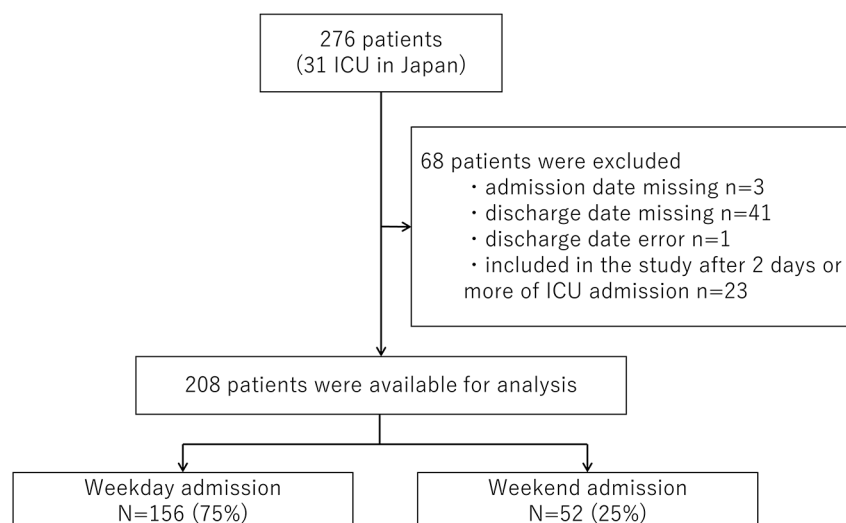 276 patients
(31 ICU in Japan)
68 patients were excluded
・admission date missing n=3
・discharge date missing n=41
・discharge date error n=1
・included in the study after 2 days or
more of ICU admission n=23
208 patients were available for analysis
Weekday admission
N=156 (75%)
Weekend admission
N=52 (25%)